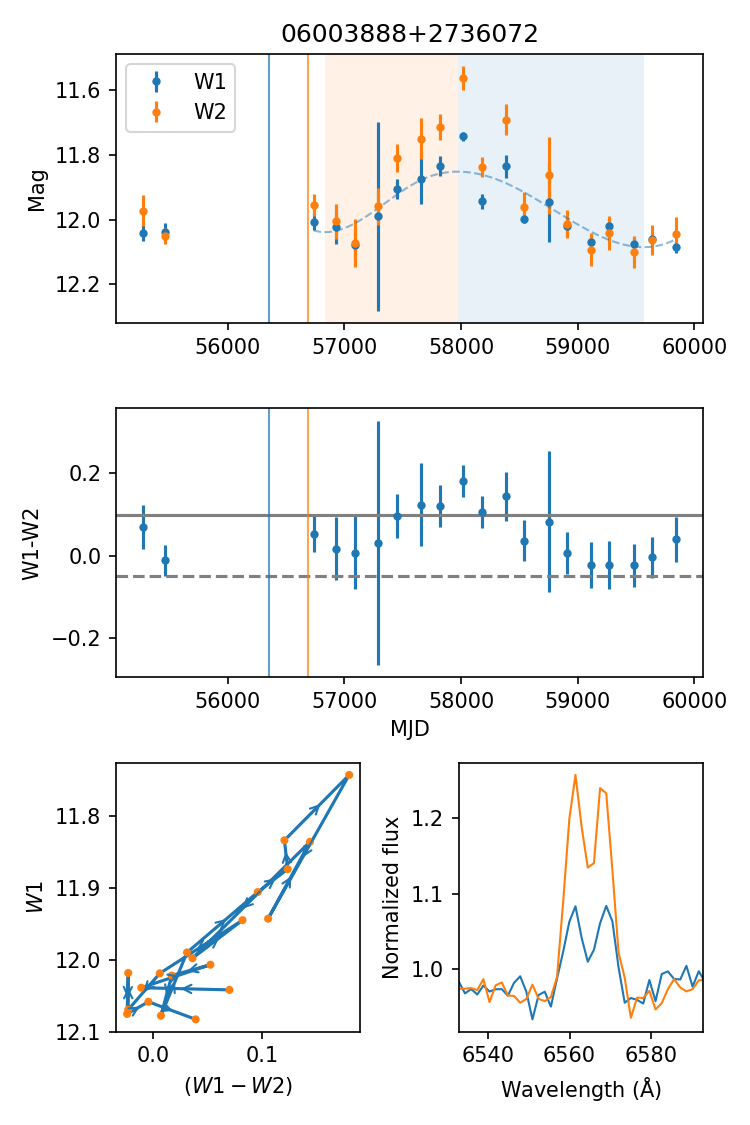 06003888+2736072
W1
W2
Mag
11.6
11.8
12.0
12.2
56000 57000 58000 59000 60000
W1-W2
0.2
0.0
−0.2
56000 57000 58000 59000 60000
MJD
W1
11.8
11.9
12.0
12.1
0.0 0.1
(W1 − W2)
Normalized flux
1.2
1.1
1.0
6540 6560 6580
Wavelength (Å)